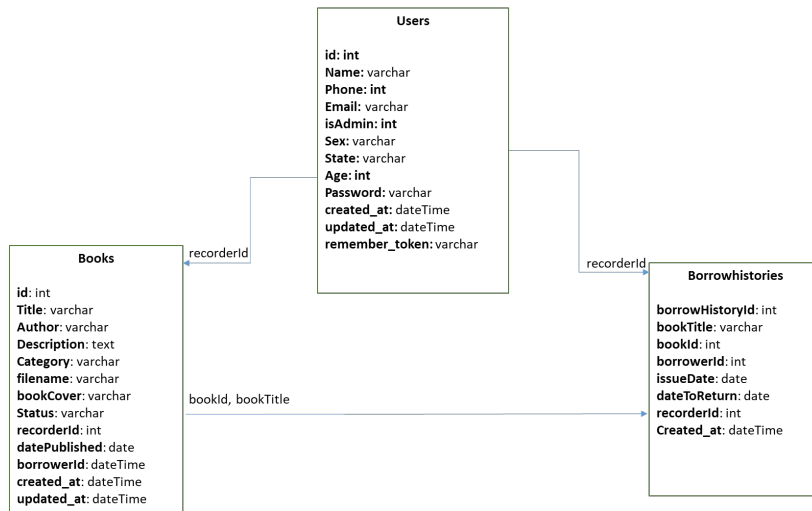 Users
id: int
Name: varchar
Phone: int
Email: varchar
isAdmin: int
Sex: varchar
State: varchar
Age: int
Password: varchar
created_at: dateTime
updated_at: dateTime
remember_token: varchar
recorderId
recorderId
Books
id: int
Title: varchar
Author: varchar
Description: text
Category: varchar
filename: varchar
bookCover: varchar
Status: varchar
recorderId: int
datePublished: date
borrowerId: dateTime
created_at: dateTime
updated_at: dateTime
bookId, bookTitle
Borrowhistories
borrowHistoryId: int
bookTitle: varchar
bookId: int
borrowerId: int
issueDate: date
dateToReturn: date
recorderId: int
Created_at: dateTime